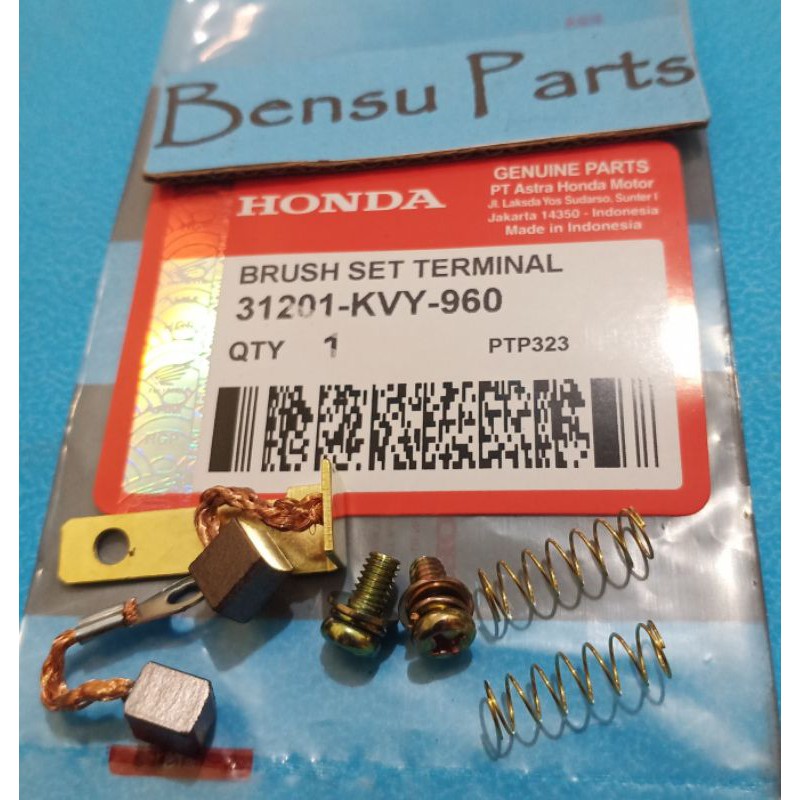 Bensu Parts
GENUINE PARTS
PT Astra Honda Motor
Jl. Laksda Yos Sudarso, Sunter I
Jakarta 14350 - Indonesia
Made in Indonesia
HONDA
BRUSH SET TERMINAL
31201-KVY-960
QTY 1 PTP323